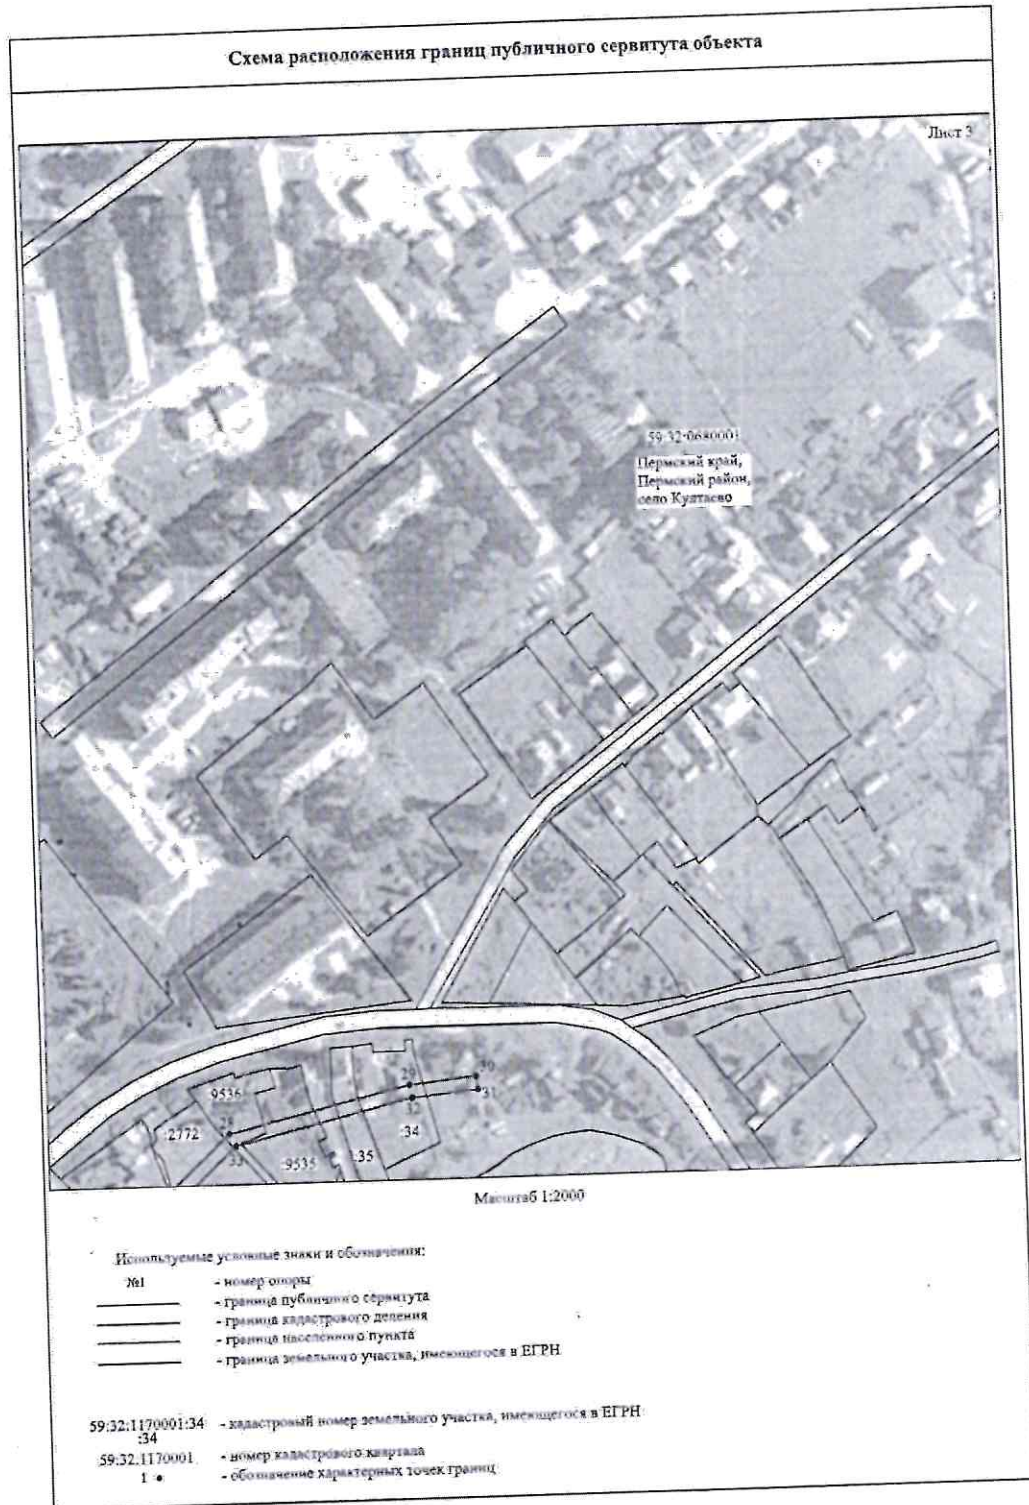 Схема расположения границ публичного сервитута объекта
Лист 3
59:32:0680001
Пермский край,
Пермский район,
село Култаево
30
29
31
32
:9536
28
:2772
:34
33
:9535
:35
Масштаб 1:2000
Используемые условные знаки и обозначения:
№1 - номер опоры
- граница публичного сервитута
- граница кадастрового деления
- граница населенного пункта
- граница земельного участка, имеющегося в ЕГРН
59:32:1170001:34 - кадастровый номер земельного участка, имеющегося в ЕГРН
:34
59:32:1170001 - номер кадастрового квартала
1 - обозначение характерных точек границ